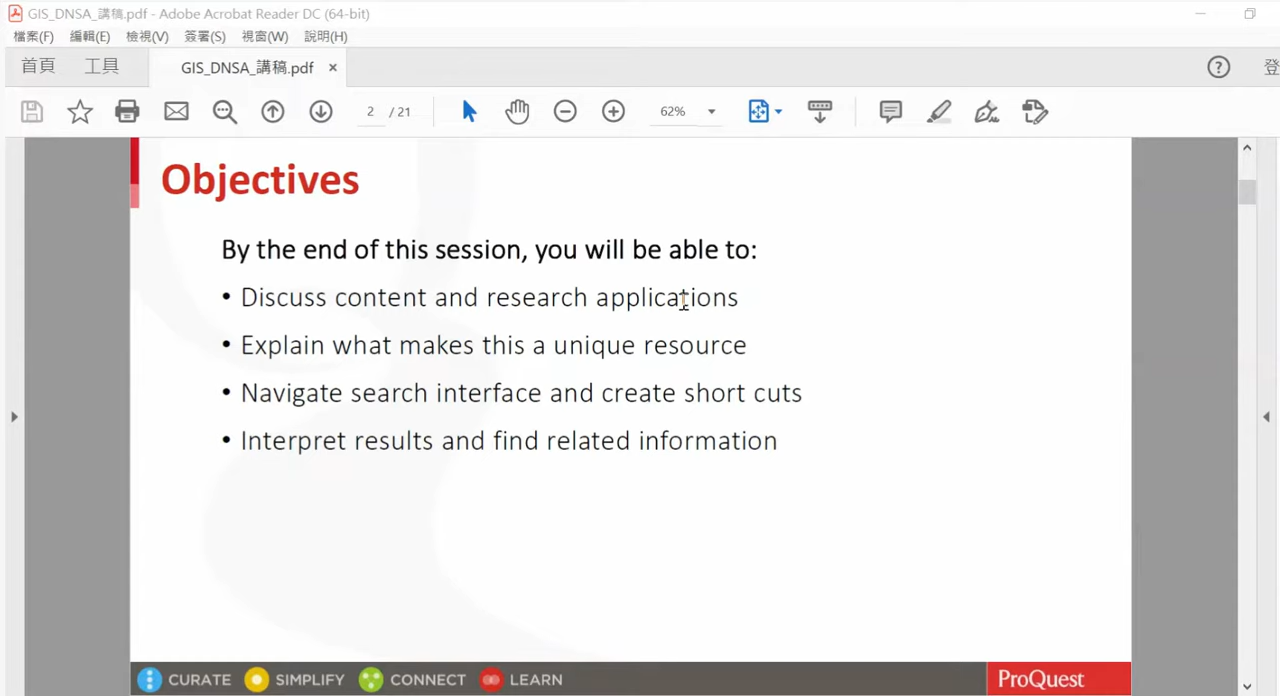 GIS_DNSA_講稿.pdf - Adobe Acrobat Reader DC (64-bit)
檔案(F) 編輯(E) 檢視(V) 簽署(S) 視窗(W) 說明(H)
首頁 工具 GIS_DNSA_講稿.pdf × ? 登
2 / 21 62%
Objectives
By the end of this session, you will be able to:
• Discuss content and research applications
• Explain what makes this a unique resource
• Navigate search interface and create short cuts
• Interpret results and find related information
CURATE SIMPLIFY CONNECT LEARN ProQuest